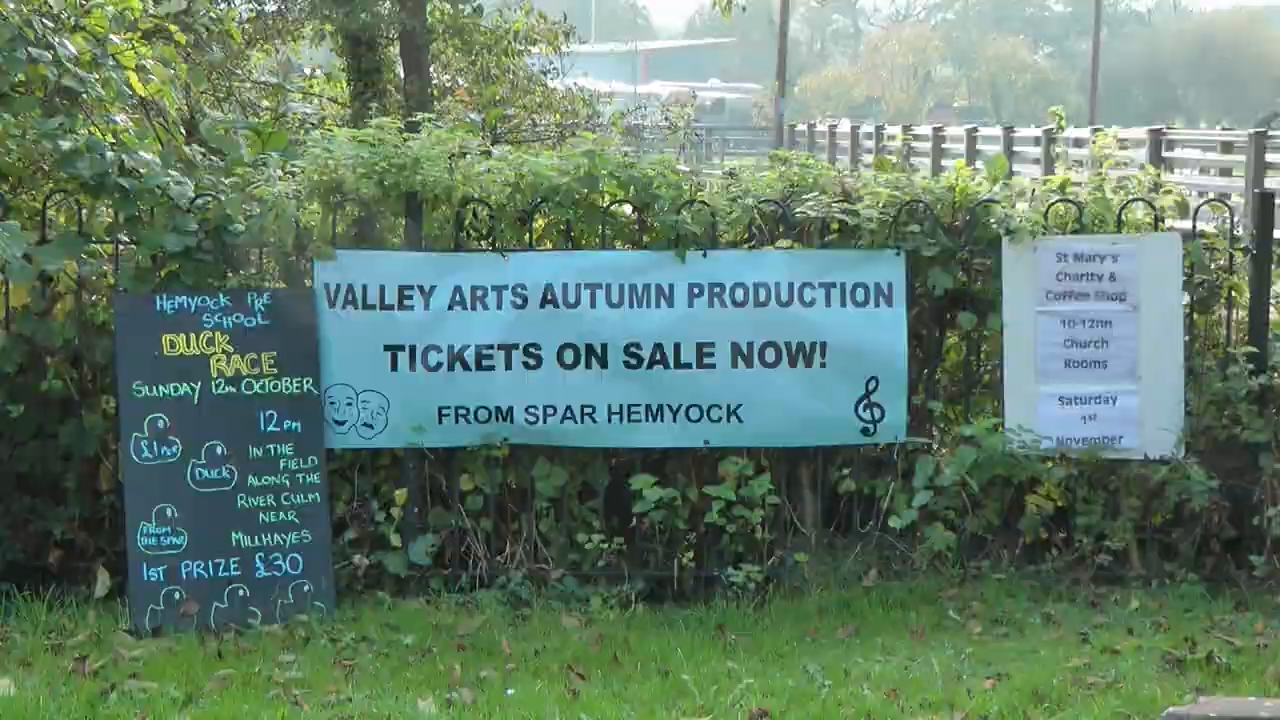 HEMYOCK PRE
SCHOOL
DUCK
RACE
SUNDAY 12th OCTOBER
12PM
£1 PER
DUCK
FROM
THE SPAR
IN THE
FIELD
ALONG THE
RIVER CULM
NEAR
MILLHAYES
1ST PRIZE £30
VALLEY ARTS AUTUMN PRODUCTION
TICKETS ON SALE NOW!
FROM SPAR HEMYOCK
St Mary's
Charity &
Coffee Shop
10-12nn
Church
Rooms
Saturday
1st
November